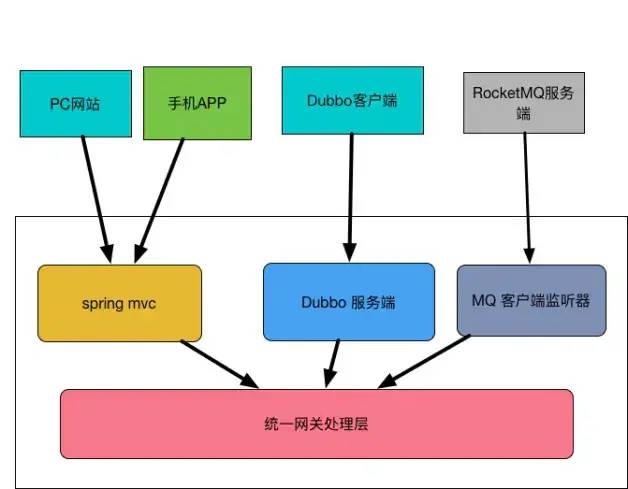 PC网站
手机APP
Dubbo客户端
RocketMQ服务
端
spring mvc
Dubbo 服务端
MQ 客户端监听器
统一网关处理层